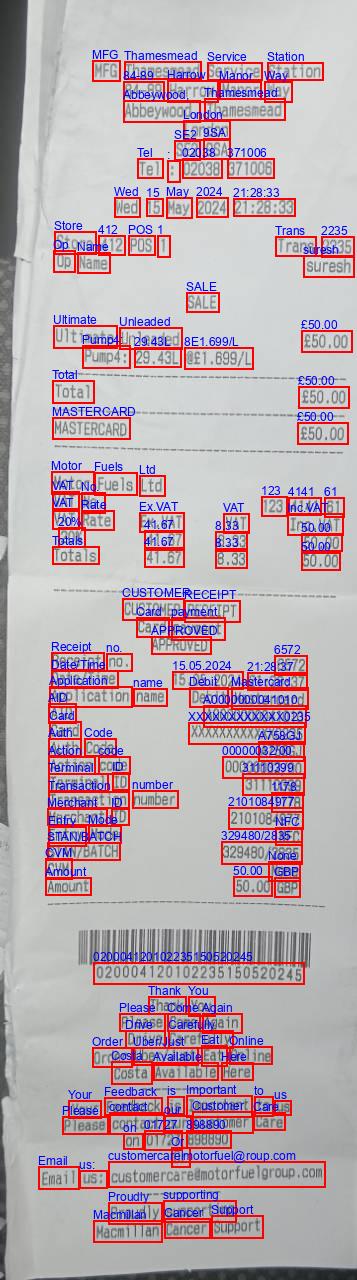 MFG Thamesmead Service Station
84-89 Harrow Manor Way
Abbeywood Thamesmead
London
SE2 9SA
Tel : 02038 371006
Wed 15 May 2024 21:28:33
Store 412 POS 1 Trans 2235
Op Name suresh
SALE
Ultimate Unleaded £50.00
Pump4: 29.43L @£1.699/L
Total £50.00
MASTERCARD £50.00
Motor Fuels Ltd
VAT No. 123 4141 61
VAT Rate Ex.VAT VAT Inc.VAT
20% 41.67 8.33 50.00
Totals 41.67 8.33 50.00
CUSTOMER RECEIPT
Card payment
APPROVED
Receipt no. 6572
Date/Time 15.05.2024 21:28:37
Application name Debit Mastercard
AID A0000000041010
Card XXXXXXXXXXXX0235
Auth Code
Action code
Terminal ID
Transaction number 1178
Merchant ID 2101084977
Entry Mode NFC
STAN/BATCH 329480/2835
CVM None
Amount 50.00 GBP
020004120102235150520245
Thank You
Please Come Again
Drive Carefully
Order Uber/Just Eat Online
Costa Available Here
Your Feedback is Important to us
Please contact our Customer Care
on 01727 898890
Or
Email us: customercare@motorfuelgroup.com
Proudly supporting
Macmillan Cancer Support